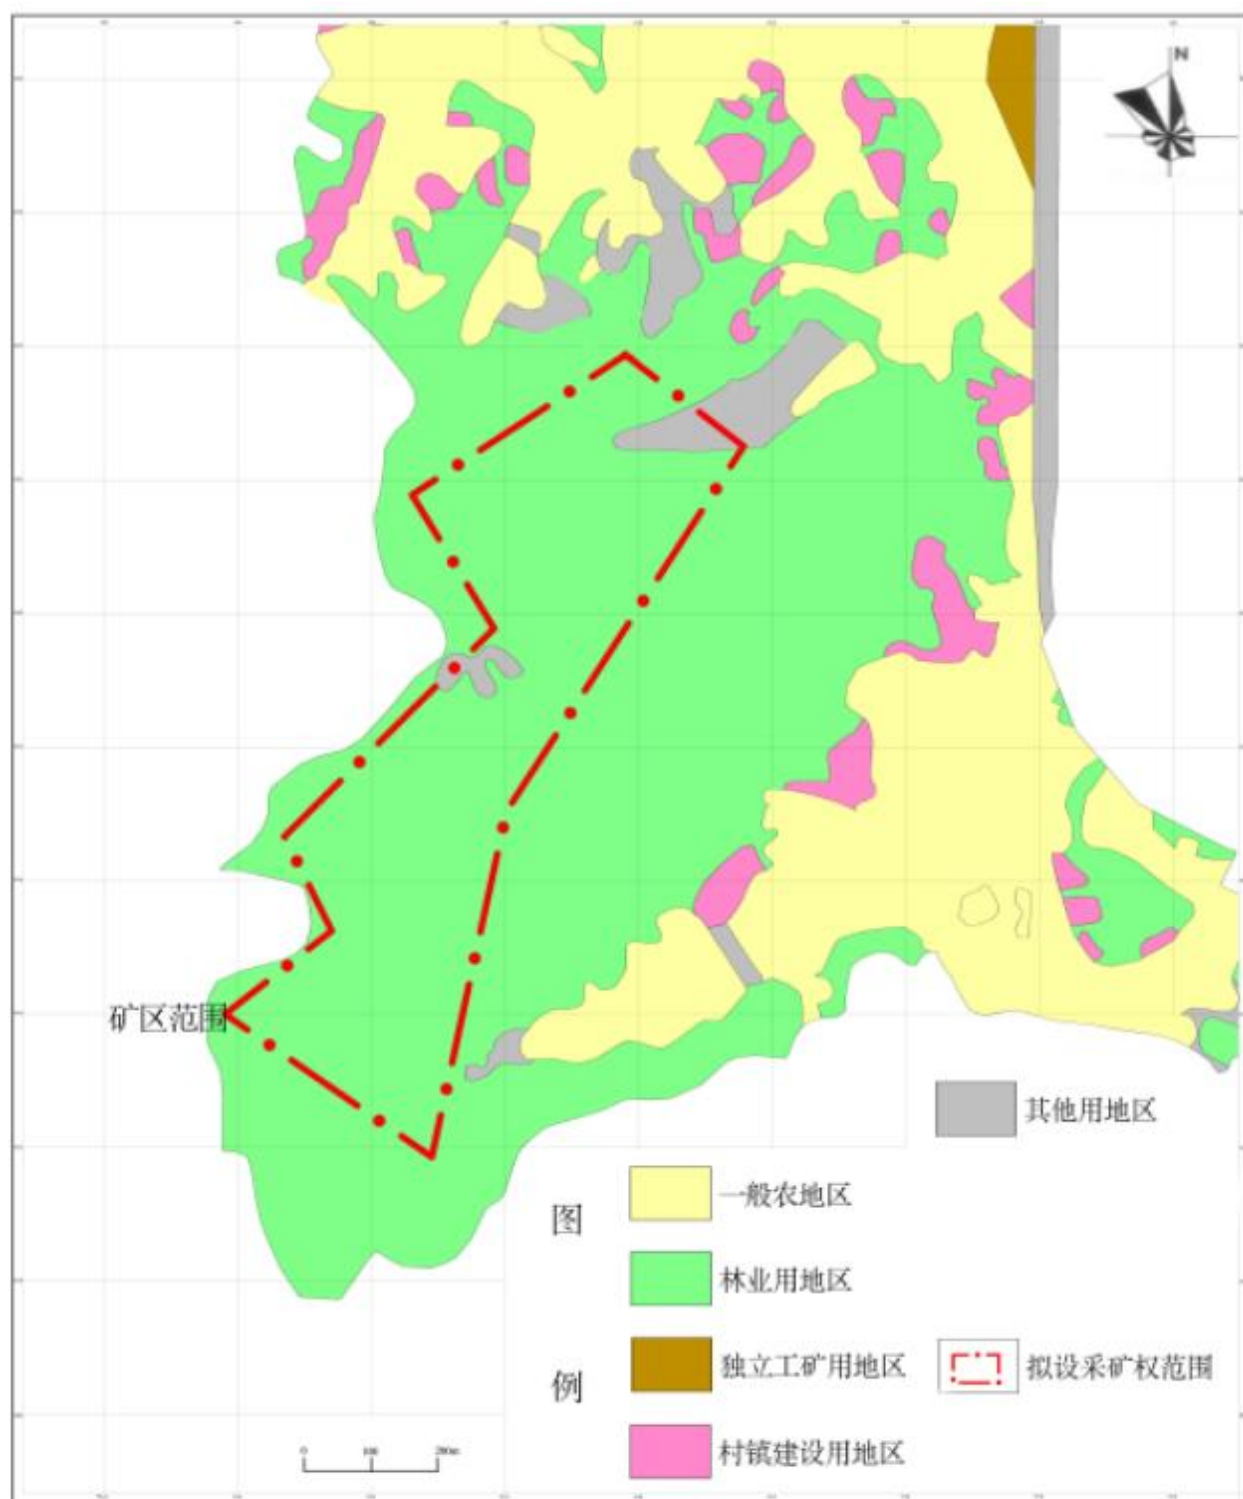 N
矿区范围
其他用地区
图
一般农地区
林业用地区
例
独立工矿用地区
拟设采矿权范围
村镇建设用地区
0 100 200m